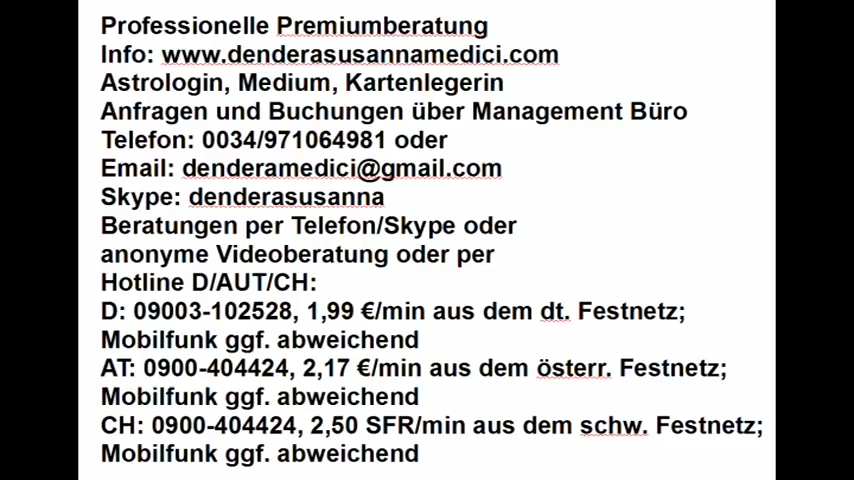 Professionelle Premiumberatung
Info: www.denderasusannamedici.com
Astrologin, Medium, Kartenlegerin
Anfragen und Buchungen über Management Büro
Telefon: 0034/971064981 oder
Email: denderamedici@gmail.com
Skype: denderasusanna
Beratungen per Telefon/Skype oder
anonyme Videoberatung oder per
Hotline D/AUT/CH:
D: 09003-102528, 1,99 €/min aus dem dt. Festnetz;
Mobilfunk ggf. abweichend
AT: 0900-404424, 2,17 €/min aus dem österr. Festnetz;
Mobilfunk ggf. abweichend
CH: 0900-404424, 2,50 SFR/min aus dem schw. Festnetz;
Mobilfunk ggf. abweichend